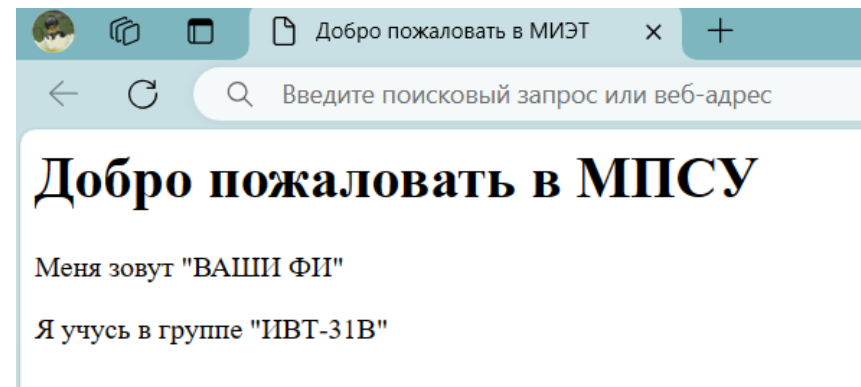 Добро пожаловать в МИЭТ
Введите поисковый запрос или веб-адрес
Добро пожаловать в МПСУ
Меня зовут "ВАШИ ФИ"
Я учусь в группе "ИВТ-31В"